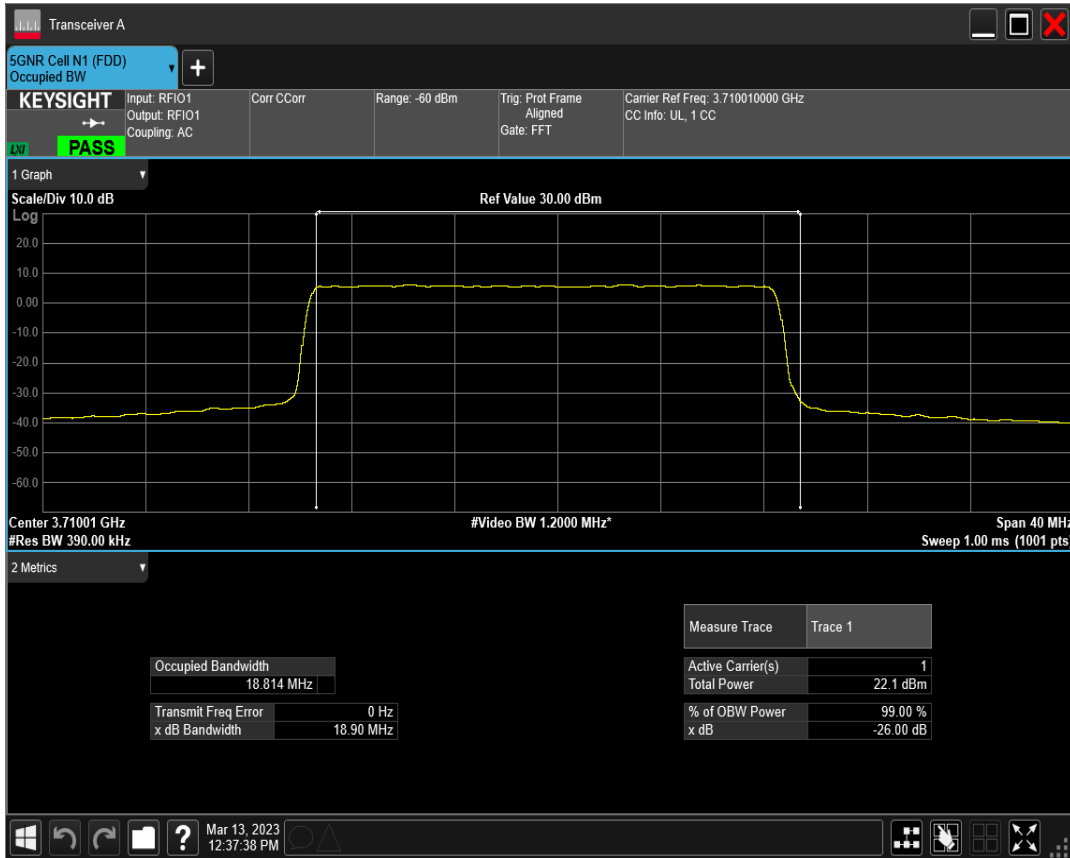 Transceiver A
5GNR Cell N1 (FDD)
Occupied BW
+
KEYSIGHT
LXI
PASS
Input: RFIO1
Output: RFIO1
Coupling: AC
Corr CCorr
Range: -60 dBm
Trig: Prot Frame
Aligned
Gate: FFT
Carrier Ref Freq: 3.710010000 GHz
CC Info: UL, 1 CC
1 Graph
Scale/Div 10.0 dB
Ref Value 30.00 dBm
Log
20.0
10.0
0.00
-10.0
-20.0
-30.0
-40.0
-50.0
-60.0
Center 3.71001 GHz
#Video BW 1.2000 MHz*
Span 40 MHz
#Res BW 390.00 kHz
Sweep 1.00 ms (1001 pts)
2 Metrics
Measure Trace Trace 1
Occupied Bandwidth
18.814 MHz
Active Carrier(s) 1
Total Power 22.1 dBm
Transmit Freq Error 0 Hz
x dB Bandwidth 18.90 MHz
% of OBW Power 99.00 %
x dB -26.00 dB
?
Mar 13, 2023
12:37:38 PM